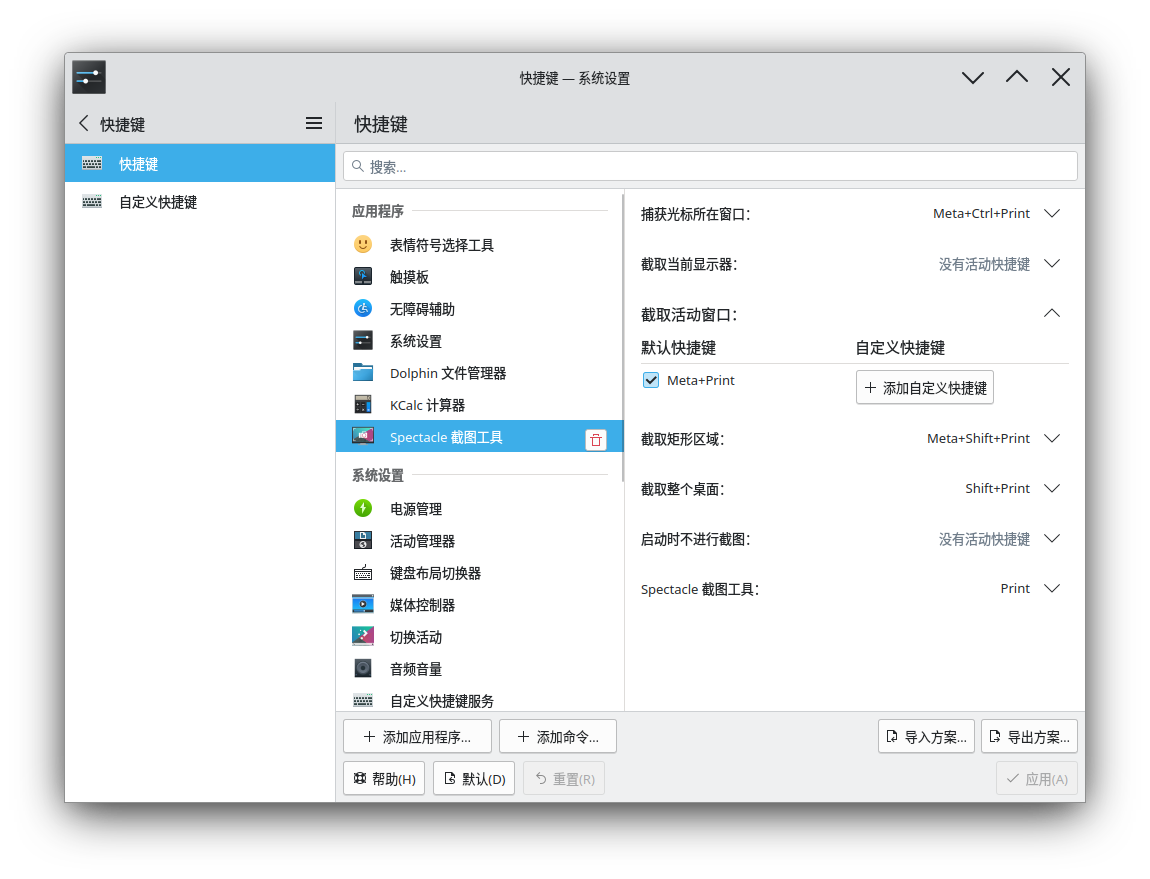 快捷键 — 系统设置
快捷键
快捷键
自定义快捷键
快捷键
搜索...
应用程序
表情符号选择工具
触摸板
无障碍辅助
系统设置
Dolphin 文件管理器
KCalc 计算器
Spectacle 截图工具
系统设置
电源管理
活动管理器
键盘布局切换器
媒体控制器
切换活动
音频音量
自定义快捷键服务
捕获光标所在窗口： Meta+Ctrl+Print
截取当前显示器： 没有活动快捷键
截取活动窗口：
默认快捷键 自定义快捷键
Meta+Print 添加自定义快捷键
截取矩形区域： Meta+Shift+Print
截取整个桌面： Shift+Print
启动时不进行截图： 没有活动快捷键
Spectacle 截图工具： Print
添加应用程序... 添加命令... 导入方案... 导出方案...
帮助(H) 默认(D) 重置(R) 应用(A)